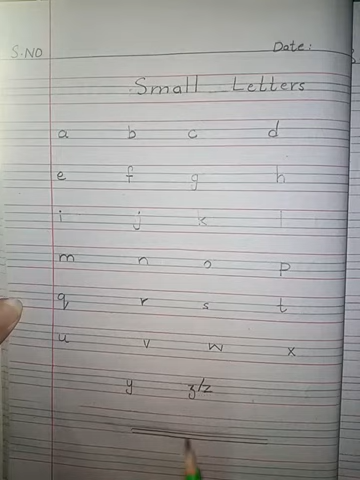 S.NO Date:
Small Letters
a b c d
e f g h
i j k l
m n o p
q r s t
u v w x
y z/z